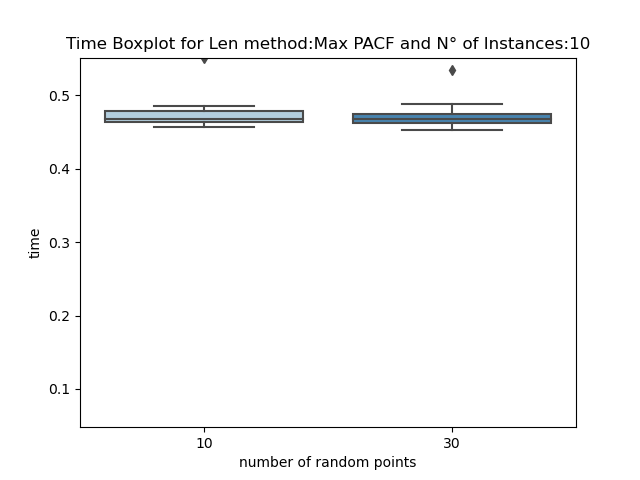 Time Boxplot for Len method:Max PACF and N° of Instances:10
0.5
0.4
0.3
0.2
0.1
time
10
30
number of random points